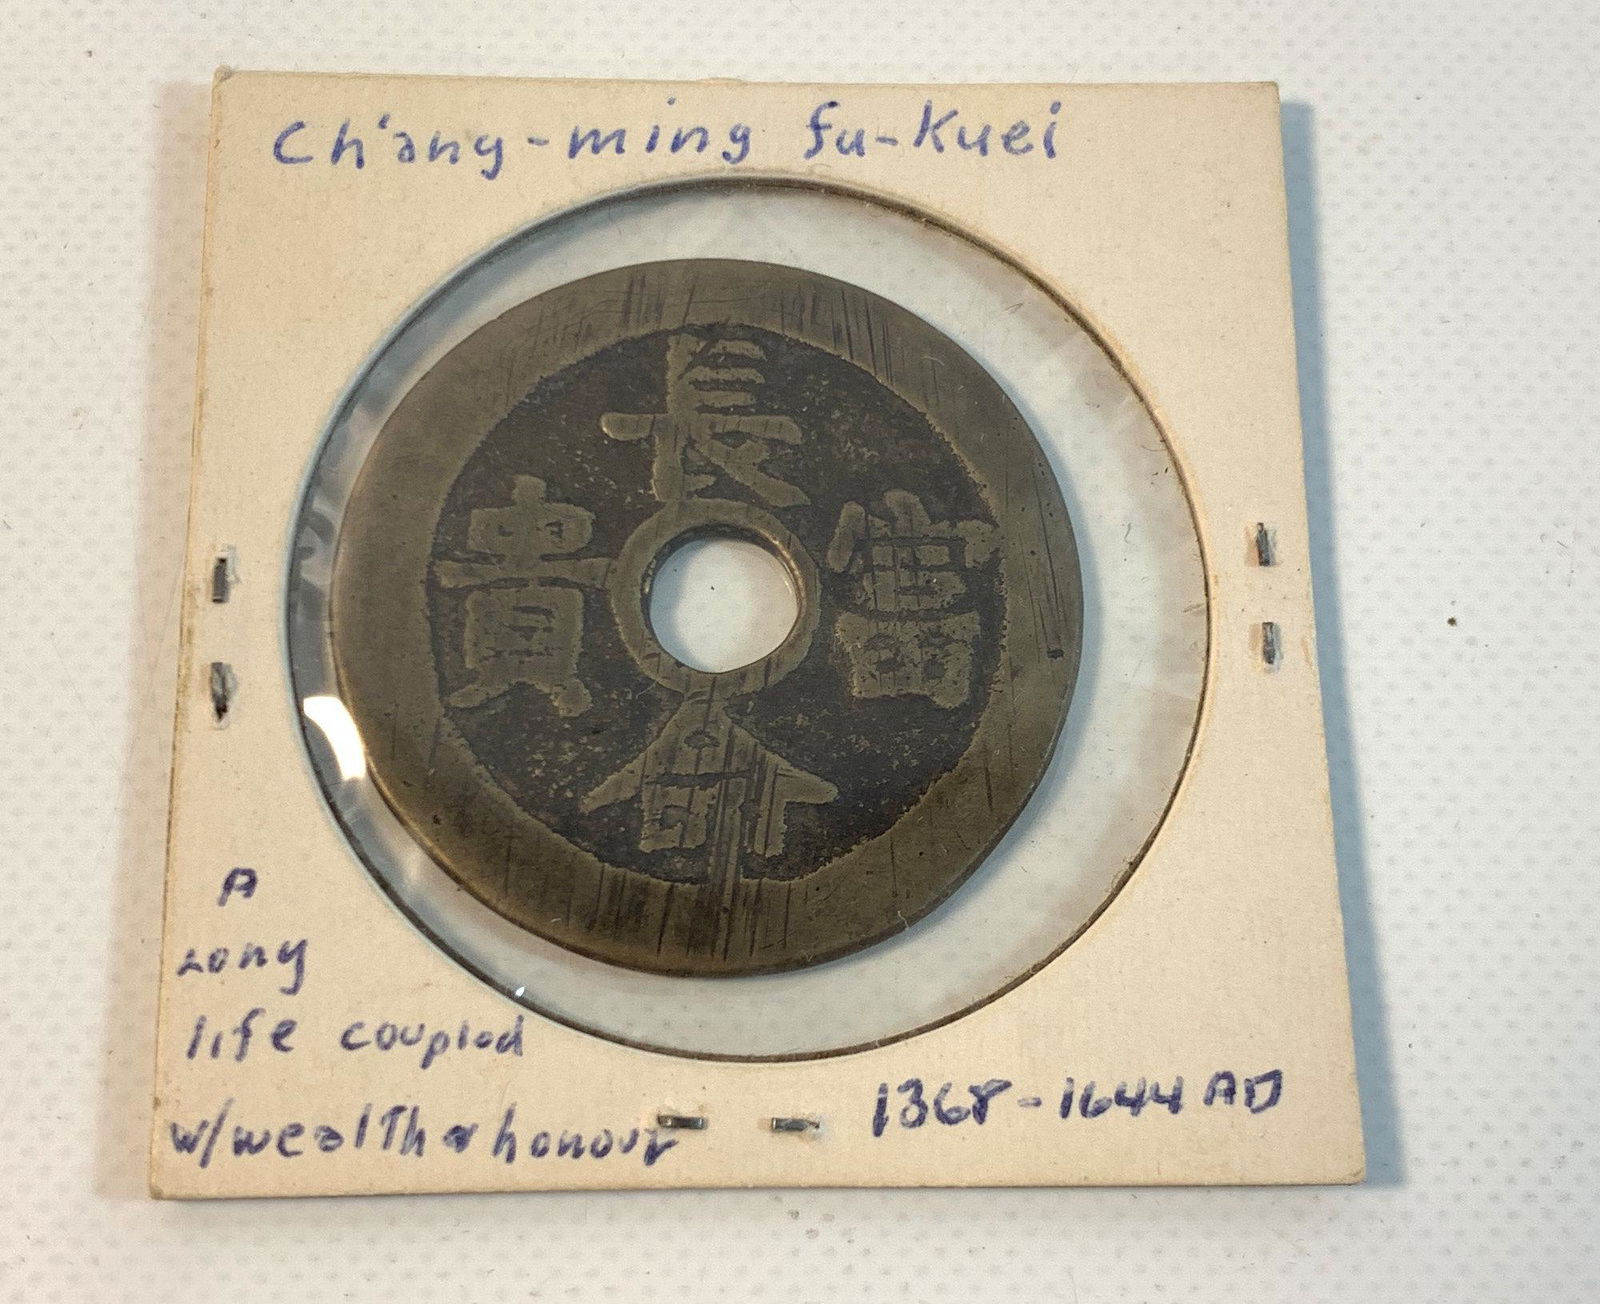 Ch'ang-ming fu-Kuei
長
貴 富
命
A
Long
life coupled
w/wealth & honour
1368-1644 AD